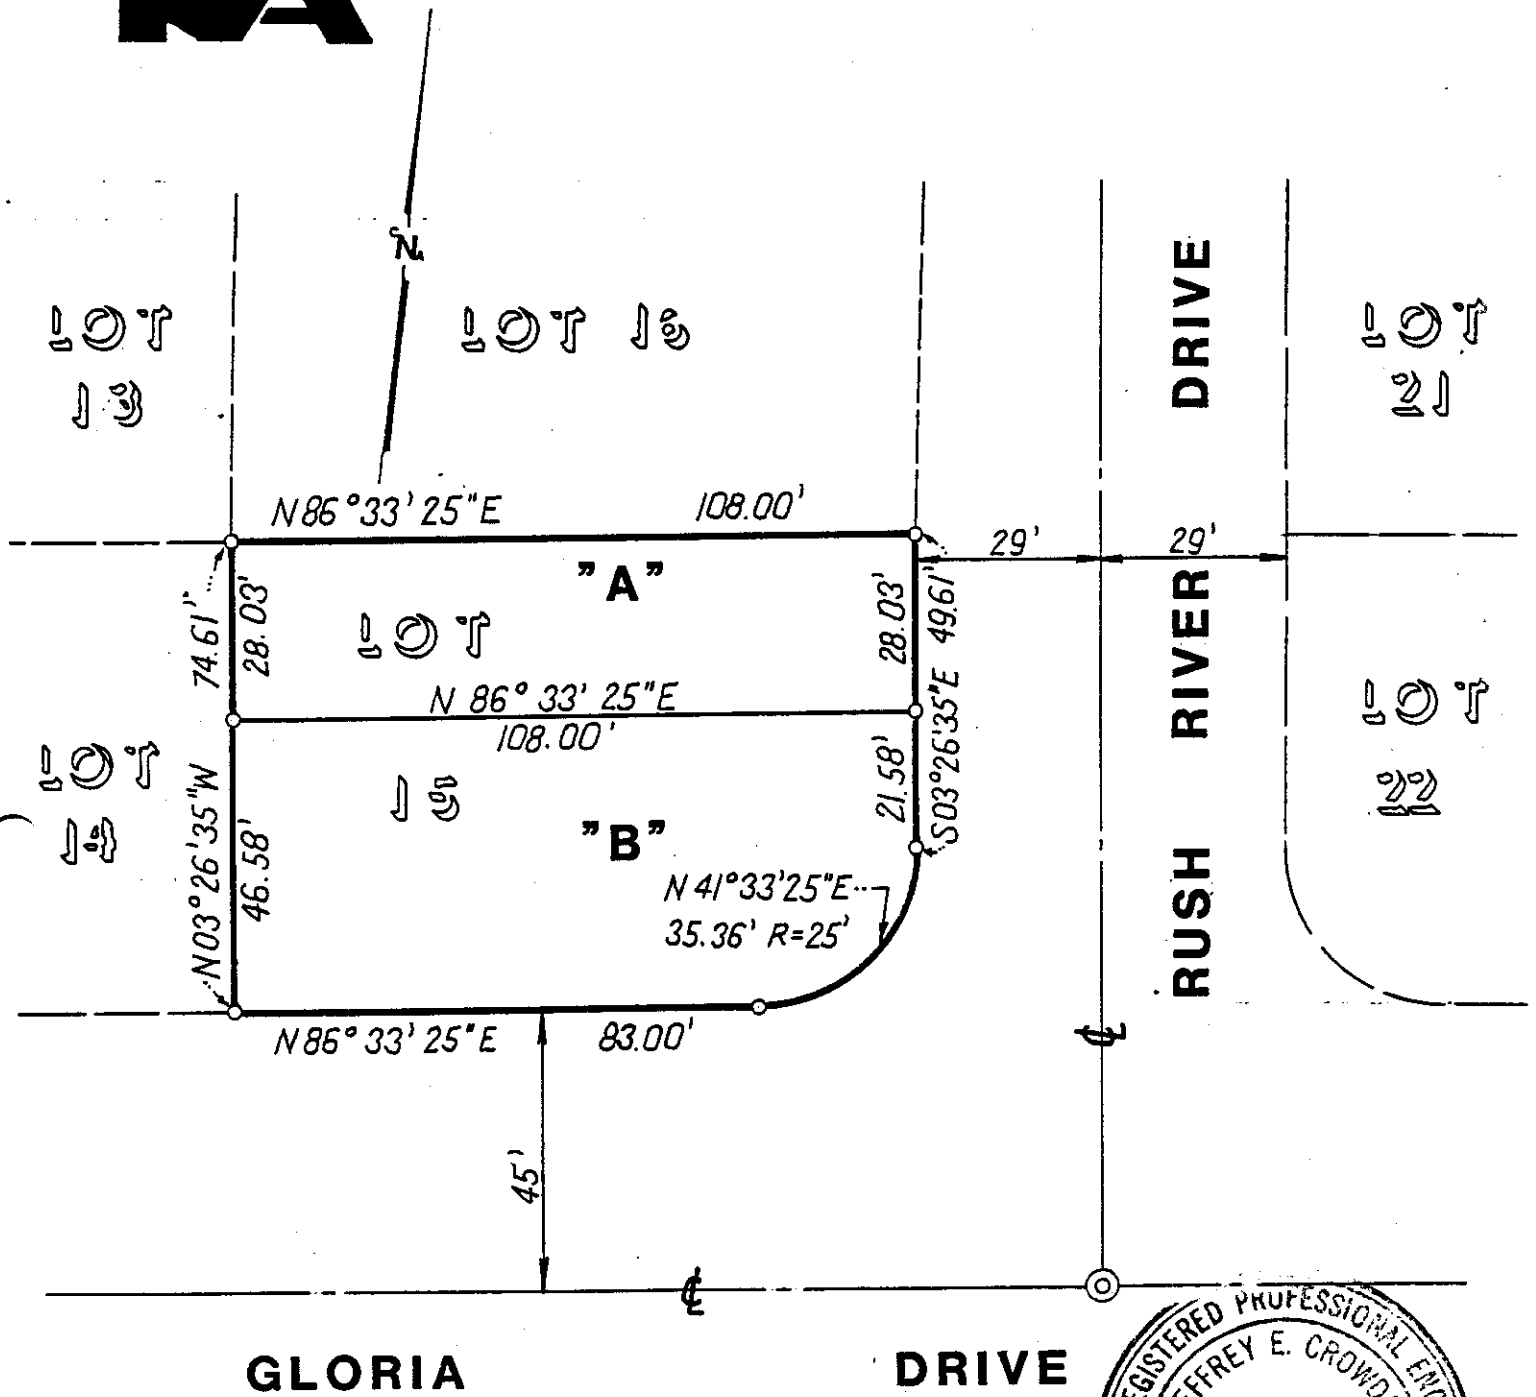 N
LOT
13
LOT 16
DRIVE
LOT
21
N 86°33'25"E 108.00'
29' 29'
"A"
LOT
74.61'
28.03'
28.03'
49.61'
N 86°33'25"E
108.00'
RIVER
LOT
22
LOT
14
15
"B"
N03°26'35"W
46.58'
21.58'
S03°26'35"E
N 41°33'25"E
35.36' R=25'
RUSH
N86°33'25"E 83.00'
45'
GLORIA DRIVE
REGISTERED PROFESSIONAL
JEFFREY E.